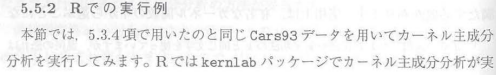 5.5.2 Rでの実行例
本節では，5.3.4項で用いたのと同じCars93データを用いてカーネル主成分
分析を実行してみます。Rではkernlabパッケージでカーネル主成分分析が実